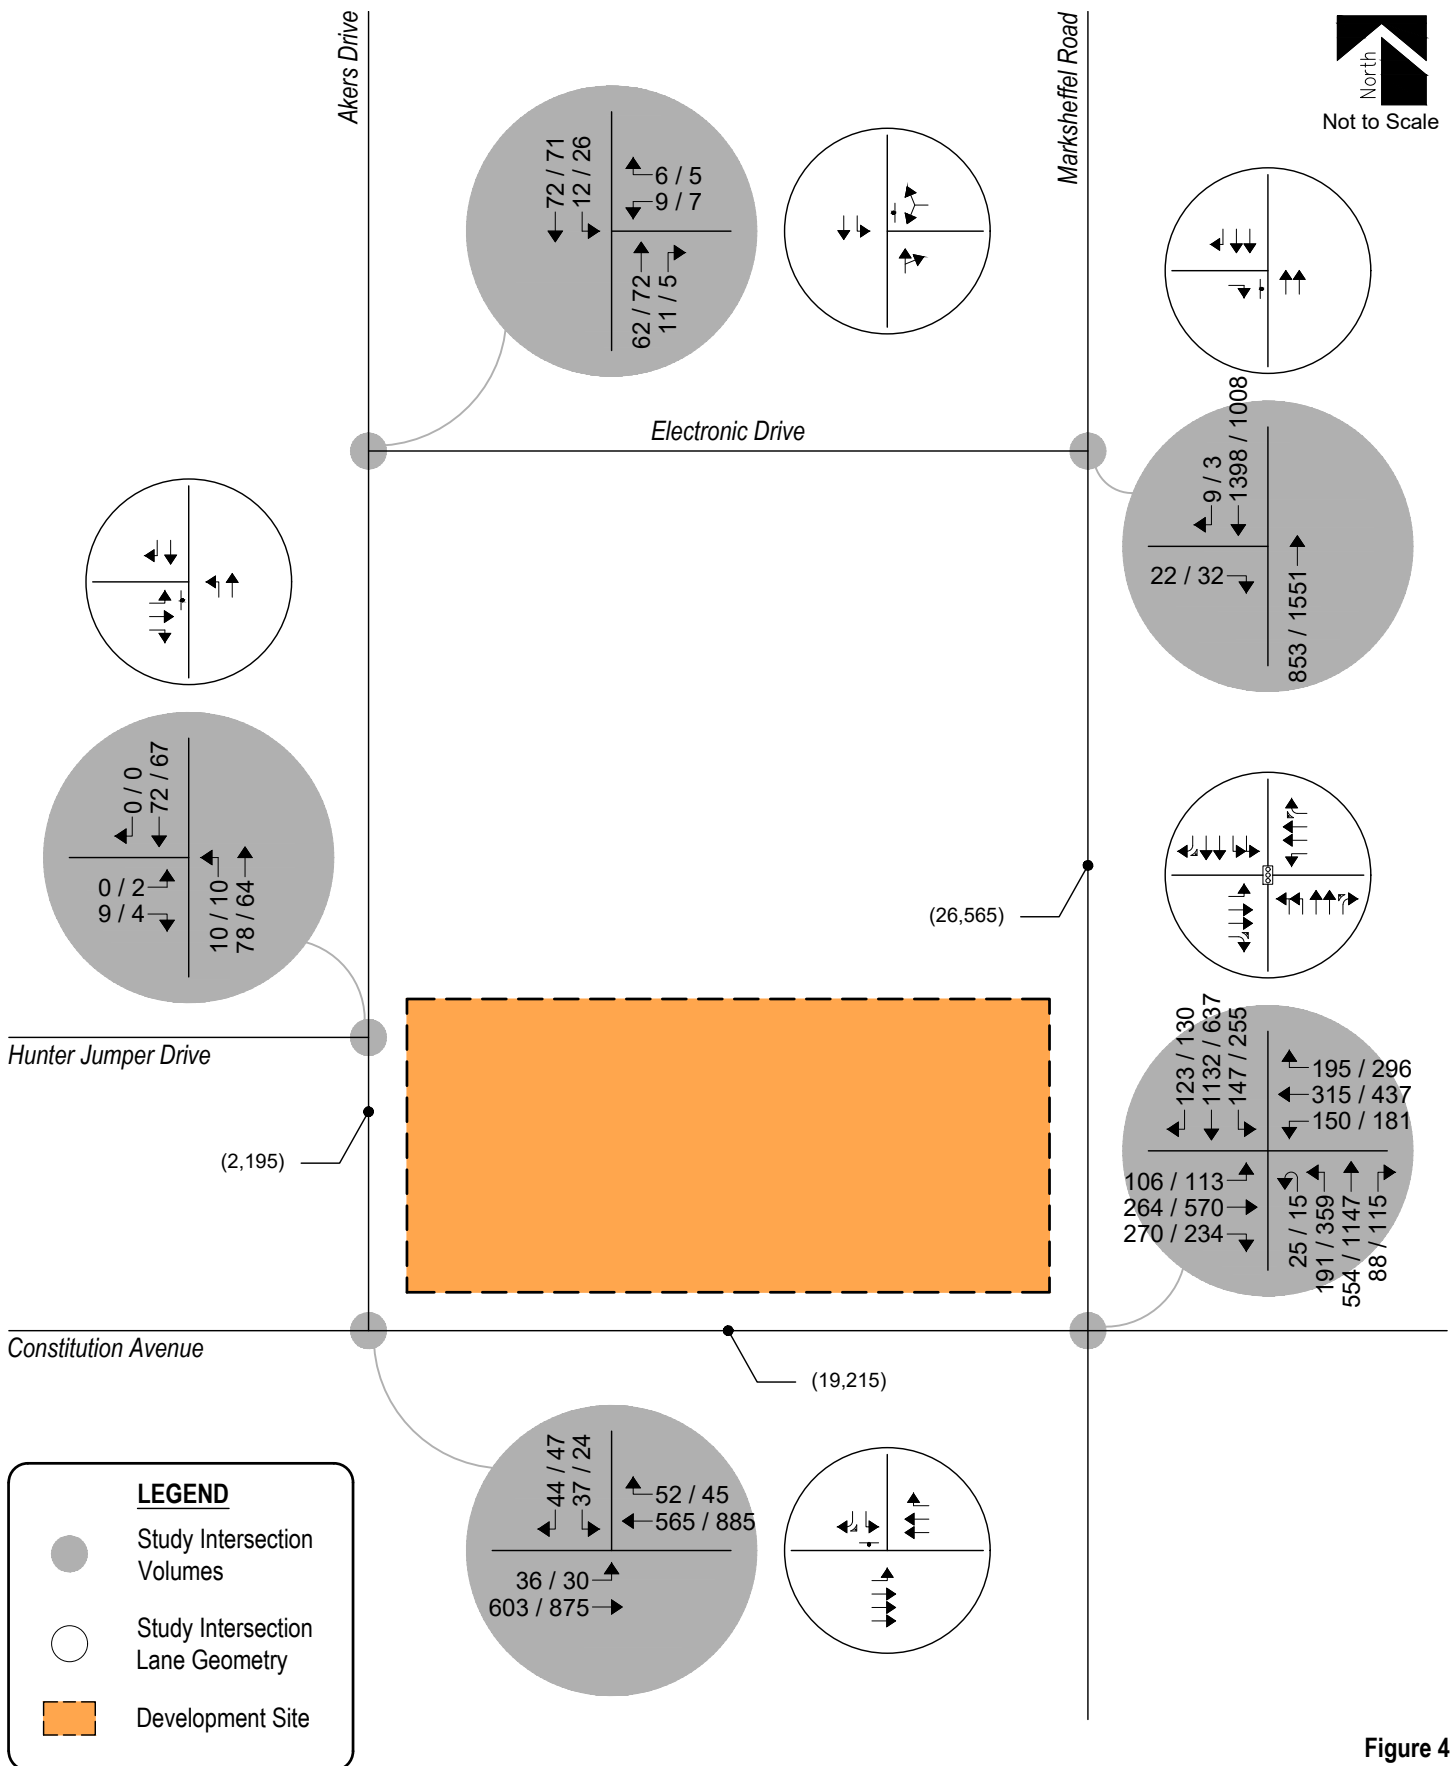 Akers Drive
Marksheffel Road
North
Not to Scale
72 / 71
12 / 26
6 / 5
9 / 7
62 / 72
11 / 5
Electronic Drive
9 / 3
1398 / 1008
22 / 32
853 / 1551
0 / 0
72 / 67
0 / 2
9 / 4
10 / 10
78 / 64
(26,565)
Hunter Jumper Drive
(2,195)
123 / 130
1132 / 637
147 / 255
195 / 296
315 / 437
150 / 181
106 / 113
264 / 570
270 / 234
25 / 15
191 / 359
554 / 1147
88 / 115
Constitution Avenue
(19,215)
44 / 47
37 / 24
52 / 45
565 / 885
36 / 30
603 / 875
LEGEND
Study Intersection
Volumes
Study Intersection
Lane Geometry
Development Site
Figure 4